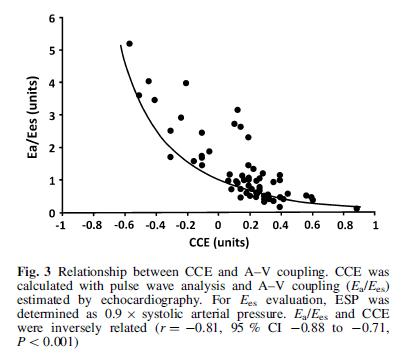 6
5
4
3
2
1
0
Ea/Ees (units)
-1 -0.8 -0.6 -0.4 -0.2 0 0.2 0.4 0.6 0.8 1
CCE (units)
Fig. 3 Relationship between CCE and A–V coupling. CCE was
calculated with pulse wave analysis and A–V coupling (Ea/Ees)
estimated by echocardiography. For Ees evaluation, ESP was
determined as 0.9 × systolic arterial pressure. Ea/Ees and CCE
were inversely related (r = −0.81, 95 % CI −0.88 to −0.71,
P < 0.001)